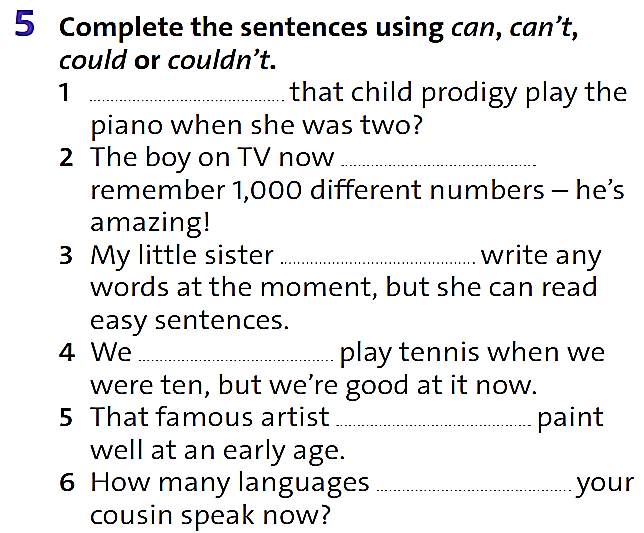 5 Complete the sentences using can, can't,
could or couldn't.
1 ................................ that child prodigy play the
piano when she was two?
2 The boy on TV now ................................
remember 1,000 different numbers – he's
amazing!
3 My little sister ................................ write any
words at the moment, but she can read
easy sentences.
4 We ................................ play tennis when we
were ten, but we're good at it now.
5 That famous artist ................................ paint
well at an early age.
6 How many languages ................................ your
cousin speak now?